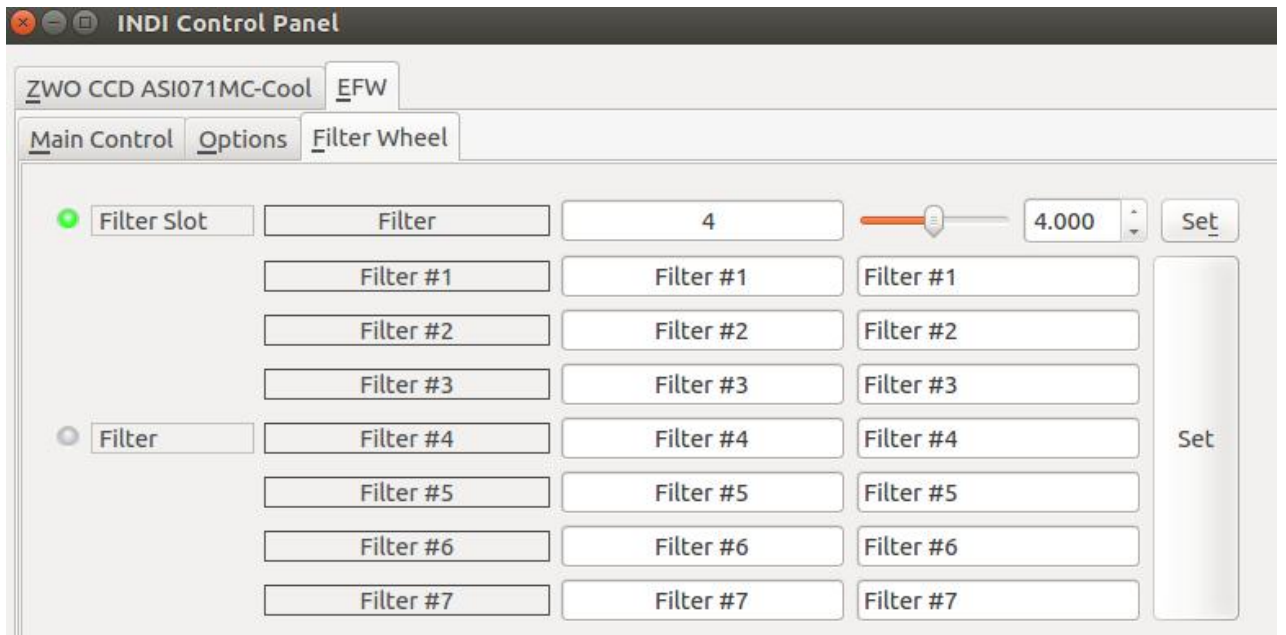 INDI Control Panel
ZWO CCD ASI071MC-Cool EFW
Main Control Options Filter Wheel
Filter Slot Filter 4 4.000 Set
Filter #1 Filter #1 Filter #1
Filter #2 Filter #2 Filter #2
Filter #3 Filter #3 Filter #3
Filter Filter #4 Filter #4 Filter #4 Set
Filter #5 Filter #5 Filter #5
Filter #6 Filter #6 Filter #6
Filter #7 Filter #7 Filter #7